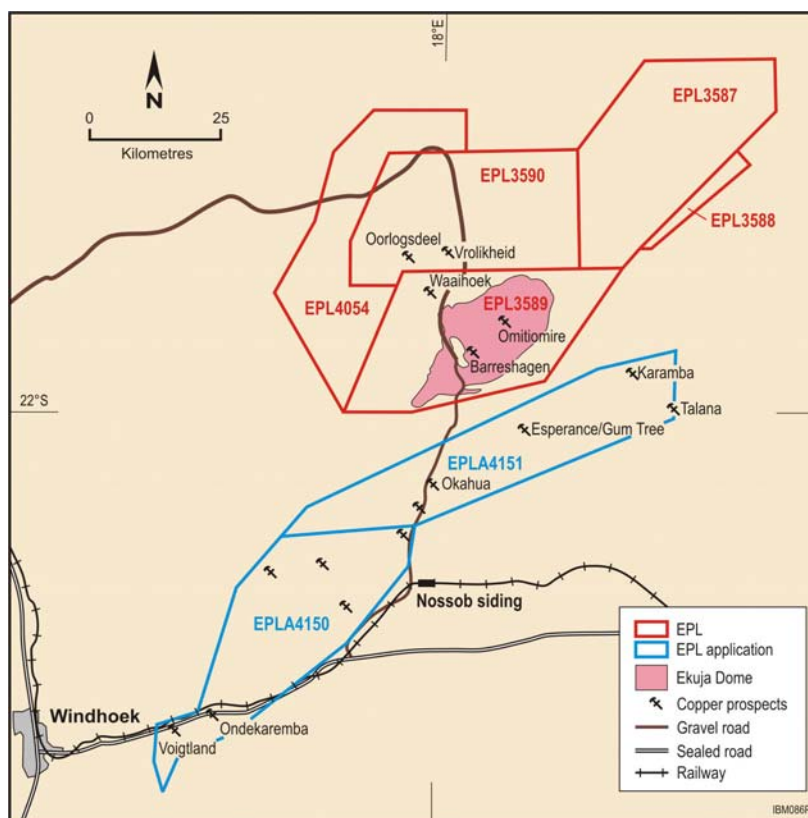 18°E
N
0 25
Kilometres
EPL3587
EPL3590
EPL3588
Oorlogsdeel
Vrolikheid
Waaihoek
EPL4054
EPL3589
Omitiomire
Barreshagen
Karamba
22°S
Talana
Esperance/Gum Tree
EPLA4151
Okahua
Nossob siding
EPLA4150
Windhoek
Ondekaremba
Voigtland
EPL
EPL application
Ekuja Dome
Copper prospects
Gravel road
Sealed road
Railway